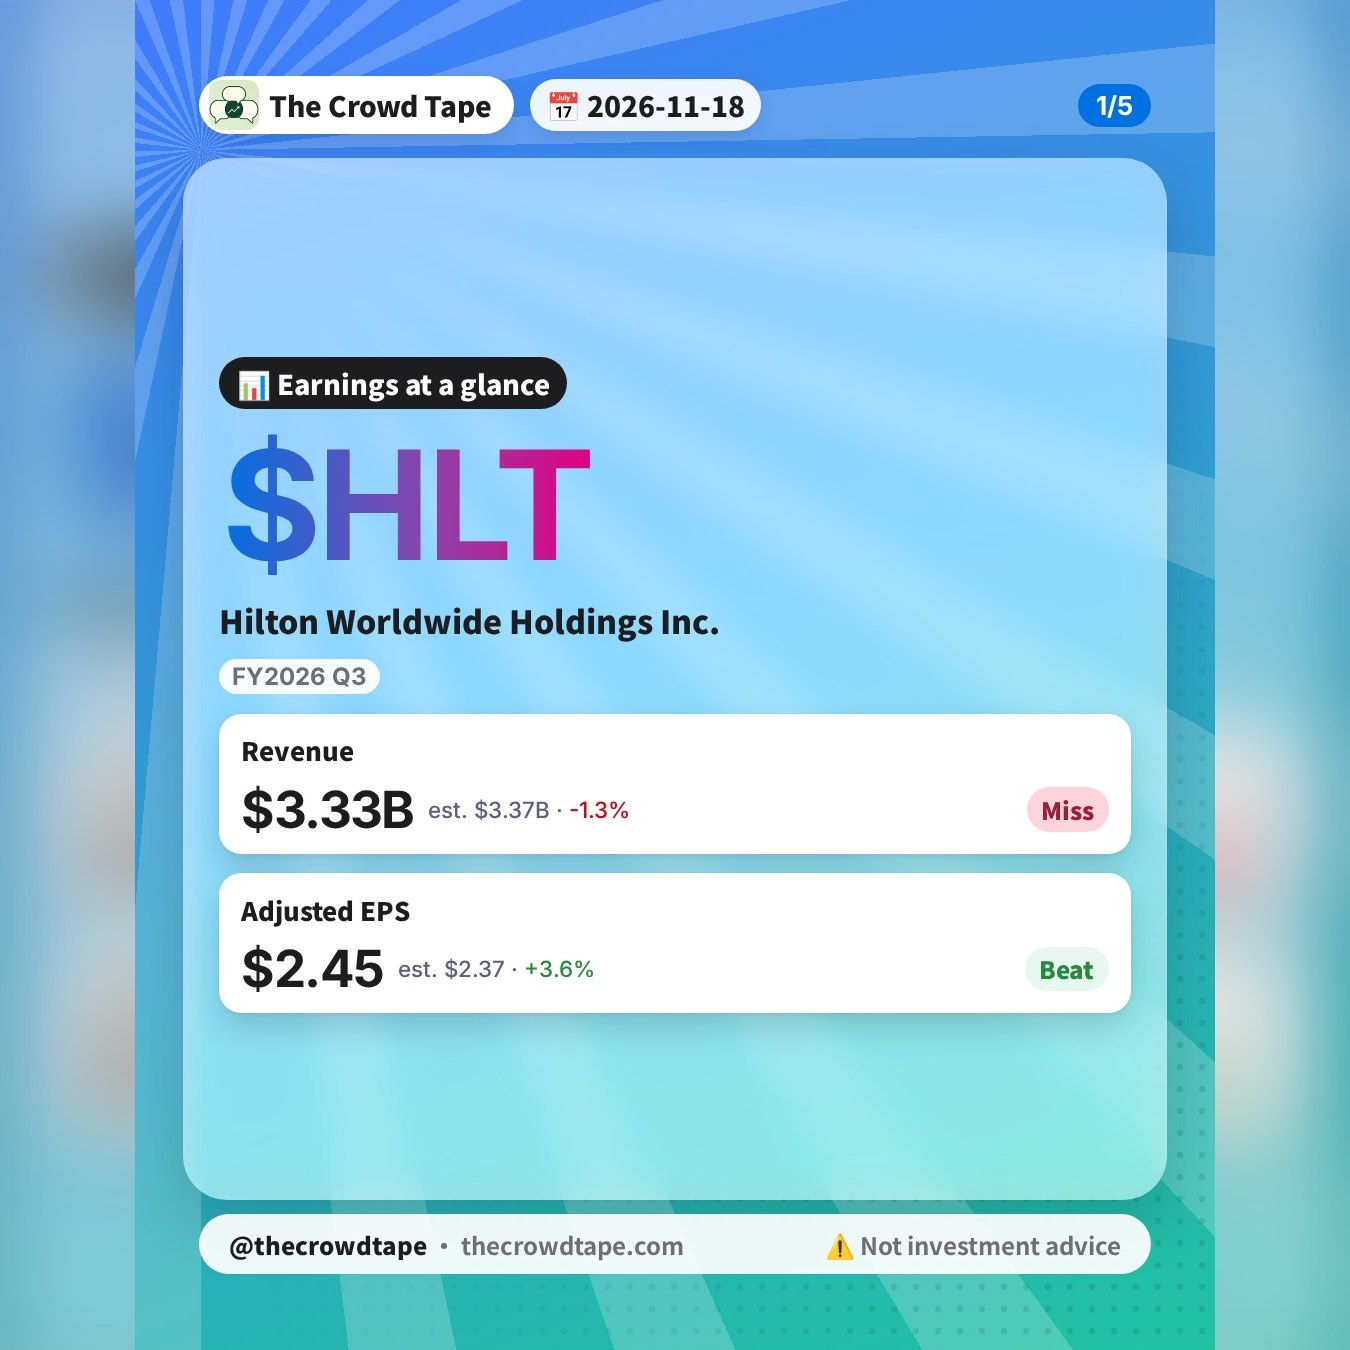 The Crowd Tape
📅 2026-11-18
1/5
📊 Earnings at a glance
$HLT
Hilton Worldwide Holdings Inc.
FY2026 Q3
Revenue
$3.33B est. $3.37B · -1.3% Miss
Adjusted EPS
$2.45 est. $2.37 · +3.6% Beat
@thecrowdtape • thecrowdtape.com ⚠️ Not investment advice